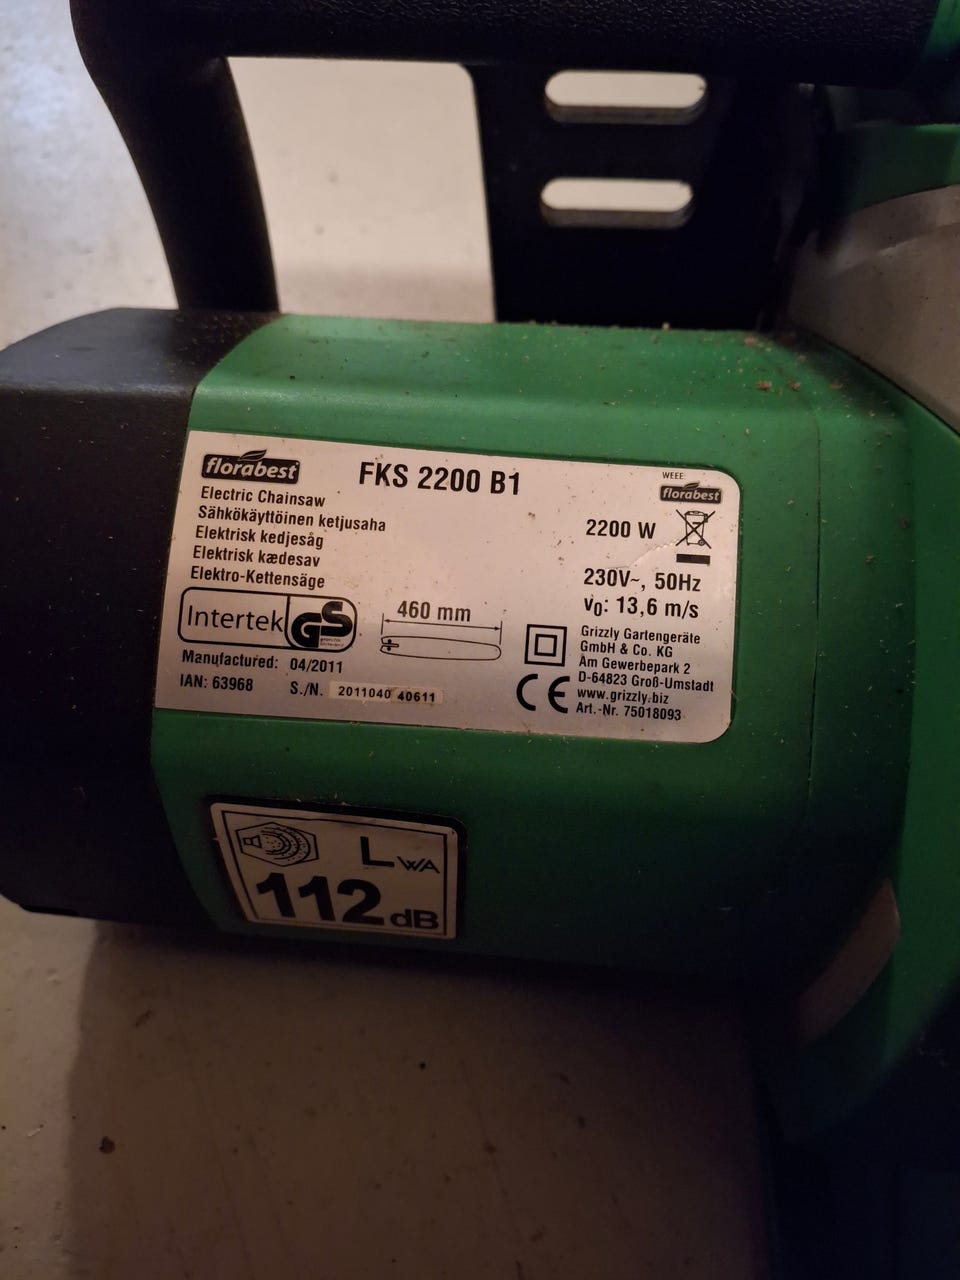 florabest
FKS 2200 B1
WEEE
florabest
Electric Chainsaw
Sähkökäyttöinen ketjusaha
Elektrisk kedjesåg
Elektrisk kædesav
Elektro-Kettensäge
2200 W
230V~, 50Hz
v0: 13,6 m/s
Intertek
GS
460 mm
Manufactured: 04/2011
IAN: 63968
S./N. 2011040 40611
CE
Grizzly Gartengeräte
GmbH & Co. KG
Am Gewerbepark 2
D-64823 Groß-Umstadt
www.grizzly.biz
Art.-Nr. 75018093
LWA
112 dB